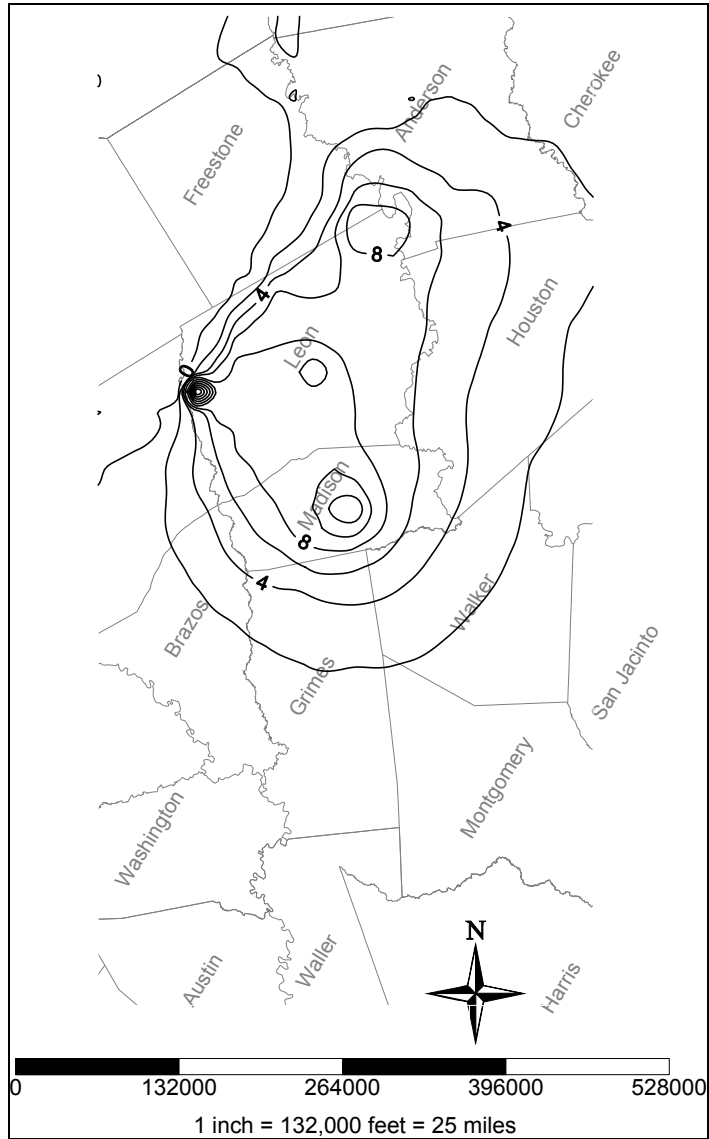 )
Cherokee
Anderson
Freestone
4
8
4
Houston
Leon
0
Madison
8
4
Walker
Brazos
San Jacinto
Grimes
Montgomery
Washington
N
Waller
Austin
Harris
0 132000 264000 396000 528000
1 inch = 132,000 feet = 25 miles